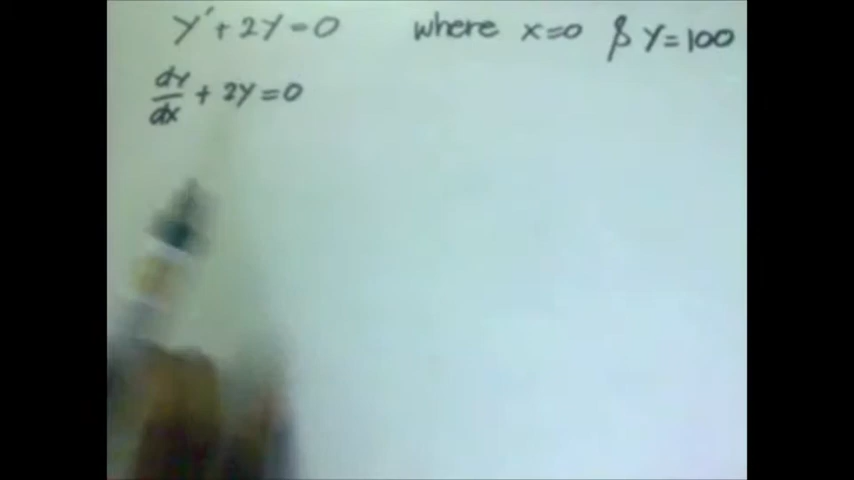 y' + 2y = 0 where x=0 & y=100
dy/dx + 2y = 0